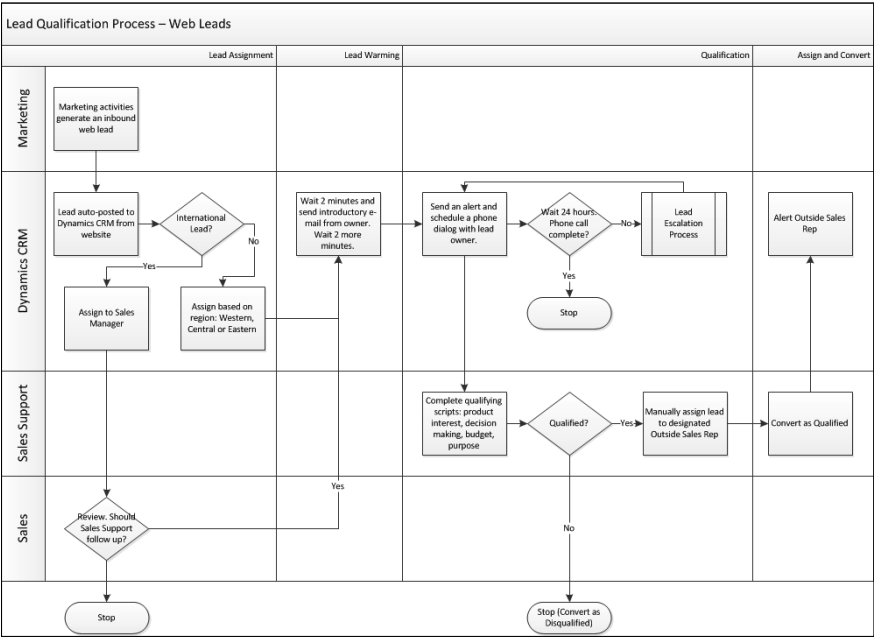 Lead Qualification Process – Web Leads
Lead Assignment
Lead Warming
Qualification
Assign and Convert
Marketing
Marketing activities
generate an inbound
web lead
Dynamics CRM
Lead auto-posted to
Dynamics CRM from
website
International
Lead?
No
Yes
Assign to Sales
Manager
Assign based on
region: Western,
Central or Eastern
Wait 2 minutes and
send introductory e-
mail from owner.
Wait 2 more
minutes.
Send an alert and
schedule a phone
dialog with lead
owner.
Wait 24 hours.
Phone call
complete?
No
Lead
Escalation
Process
Yes
Stop
Alert Outside Sales
Rep
Sales Support
Complete qualifying
scripts: product
interest, decision
making, budget,
purpose
Qualified?
Yes
Manually assign lead
to designated
Outside Sales Rep
Convert as Qualified
Sales
Review. Should
Sales Support
follow up?
Yes
No
Stop
Stop (Convert as
Disqualified)